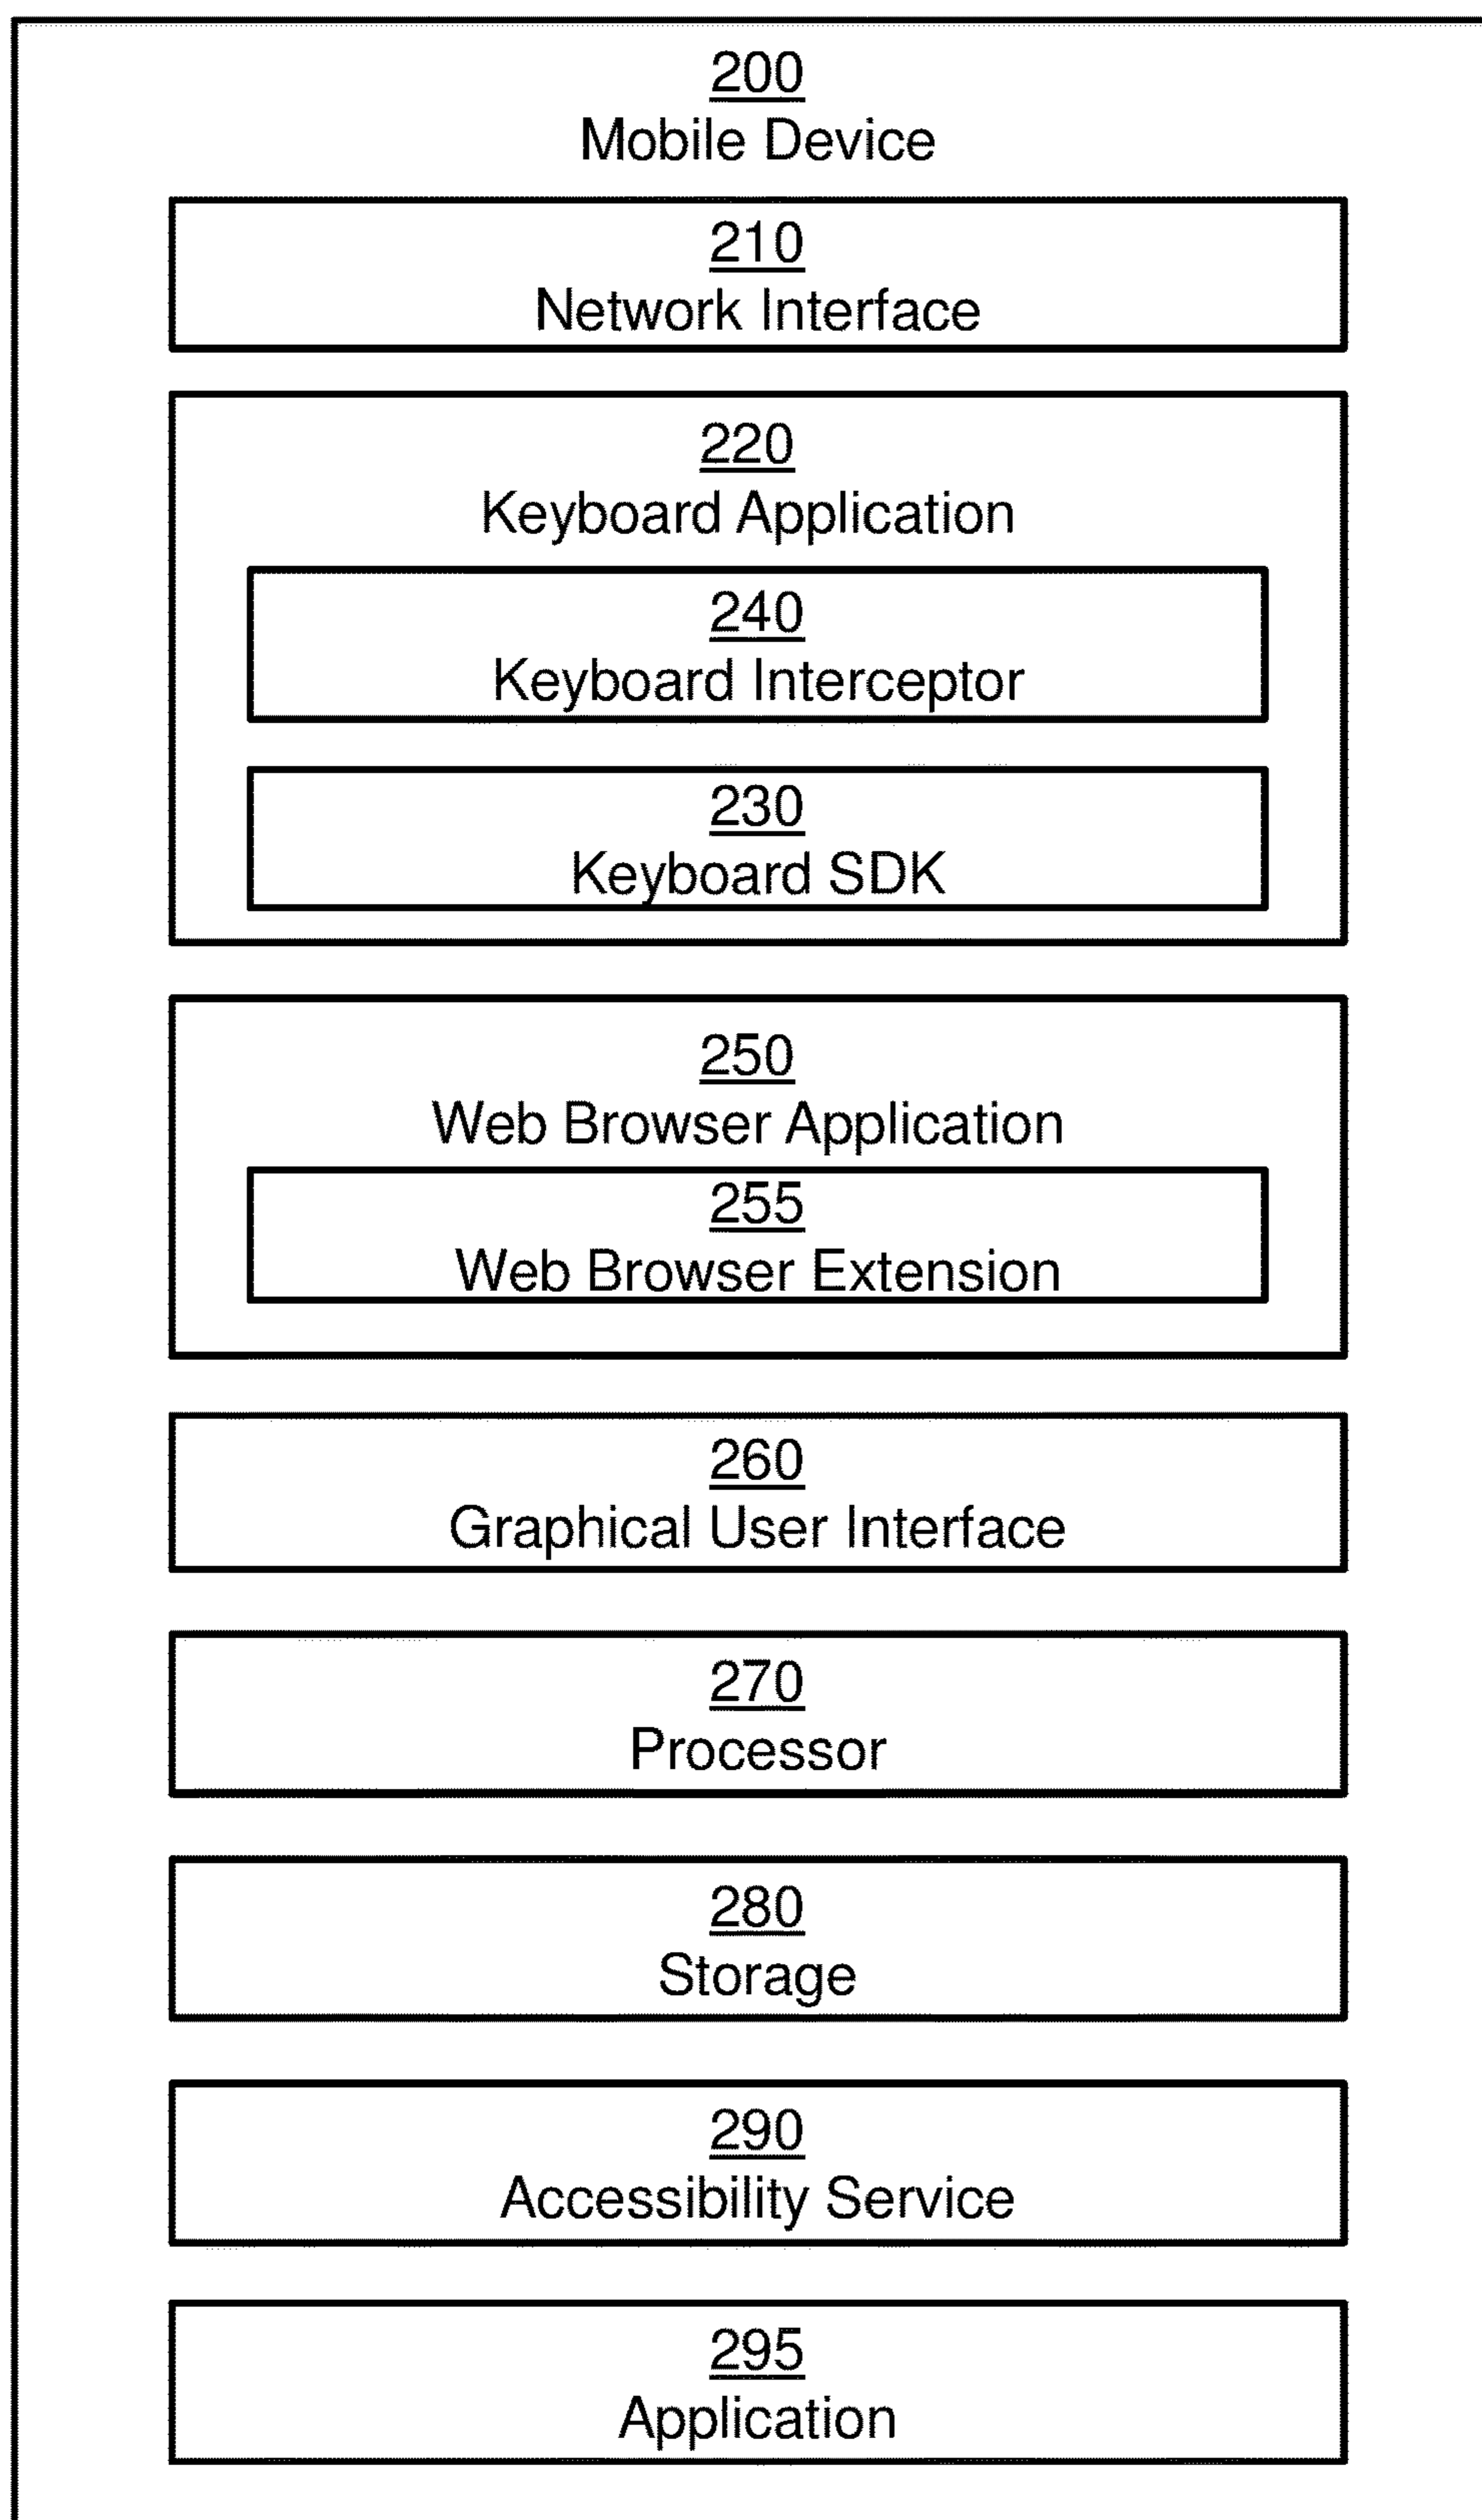 200
Mobile Device
210
Network Interface
220
Keyboard Application
240
Keyboard Interceptor
230
Keyboard SDK
250
Web Browser Application
255
Web Browser Extension
260
Graphical User Interface
270
Processor
280
Storage
290
Accessibility Service
295
Application